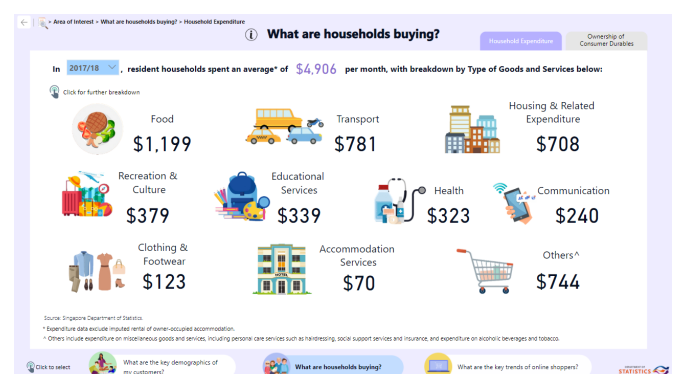 Area of Interest > What are households buying? > Household Expenditure
What are households buying?
Household Expenditure
Ownership of
Consumer Durables
In 2017/18 , resident households spent an average* of $4,906 per month, with breakdown by Type of Goods and Services below:
Click for further breakdown
Food
$1,199
Transport
$781
Housing & Related
Expenditure
$708
Recreation &
Culture
$379
Educational
Services
$339
Health
$323
Communication
$240
Clothing &
Footwear
$123
HOTEL
Accommodation
Services
$70
Others^
$744
Source: Singapore Department of Statistics.
* Expenditure data exclude imputed rental of owner-occupied accommodation.
^ Others include expenditure on miscellaneous goods and services, including personal care services such as hairdressing, social support services and insurance, and expenditure on alcoholic beverages and tobacco.
Click to select
What are the key demographics of
my customers?
What are households buying?
What are the key trends of online shoppers?
DEPARTMENT OF
STATISTICS